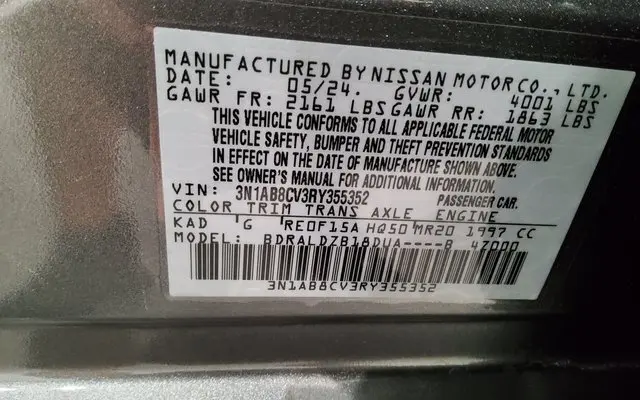 MANUFACTURED BY NISSAN MOTOR CO., LTD.
DATE: 05/24. GVWR: 4001 LBS
GAWR FR: 2161 LBS GAWR RR: 1863 LBS
THIS VEHICLE CONFORMS TO ALL APPLICABLE FEDERAL MOTOR
VEHICLE SAFETY, BUMPER AND THEFT PREVENTION STANDARDS
IN EFFECT ON THE DATE OF MANUFACTURE SHOWN ABOVE.
SEE OWNER'S MANUAL FOR ADDITIONAL INFORMATION.
VIN: 3N1AB8CV3RY355352 PASSENGER CAR.
COLOR TRIM TRANS AXLE ENGINE
KAD 'G RE0F15A HQ50 MR20 1997 CC
MODEL: BDRALDZB18DUA----B 4Z000
3N1AB8CV3RY355352